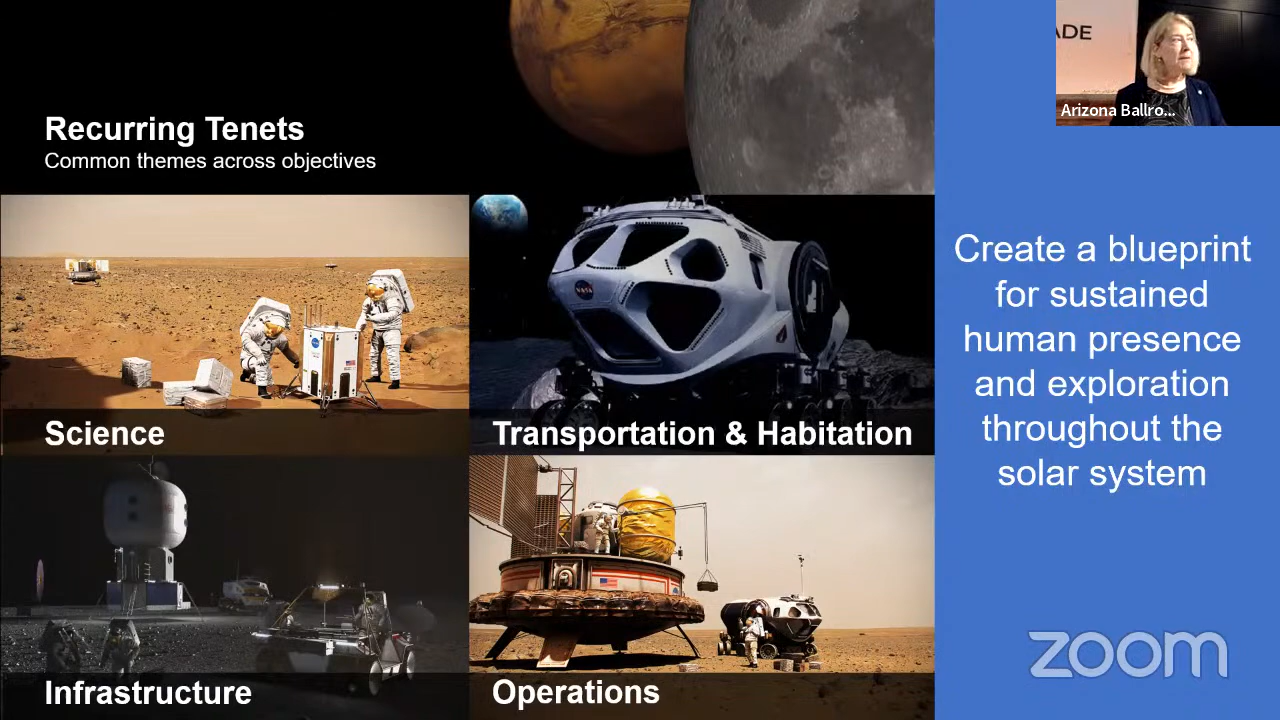 ADE
Arizona Ballro...
Recurring Tenets
Common themes across objectives
NASA
Science
Transportation & Habitation
Infrastructure
Operations
Create a blueprint
for sustained
human presence
and exploration
throughout the
solar system
zoom